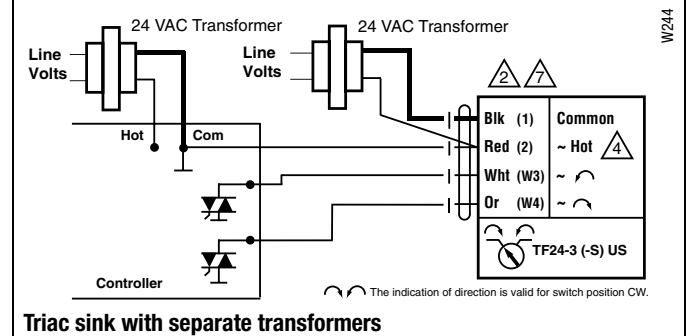 W244
24 VAC Transformer
24 VAC Transformer
Line
Volts
Line
Volts
2
7
Hot
Com
Blk (1) Common
Red (2) ~ Hot 4
Wht (W3) ~
Or (W4) ~
TF24-3 (-S) US
Controller
The indication of direction is valid for switch position CW.
Triac sink with separate transformers